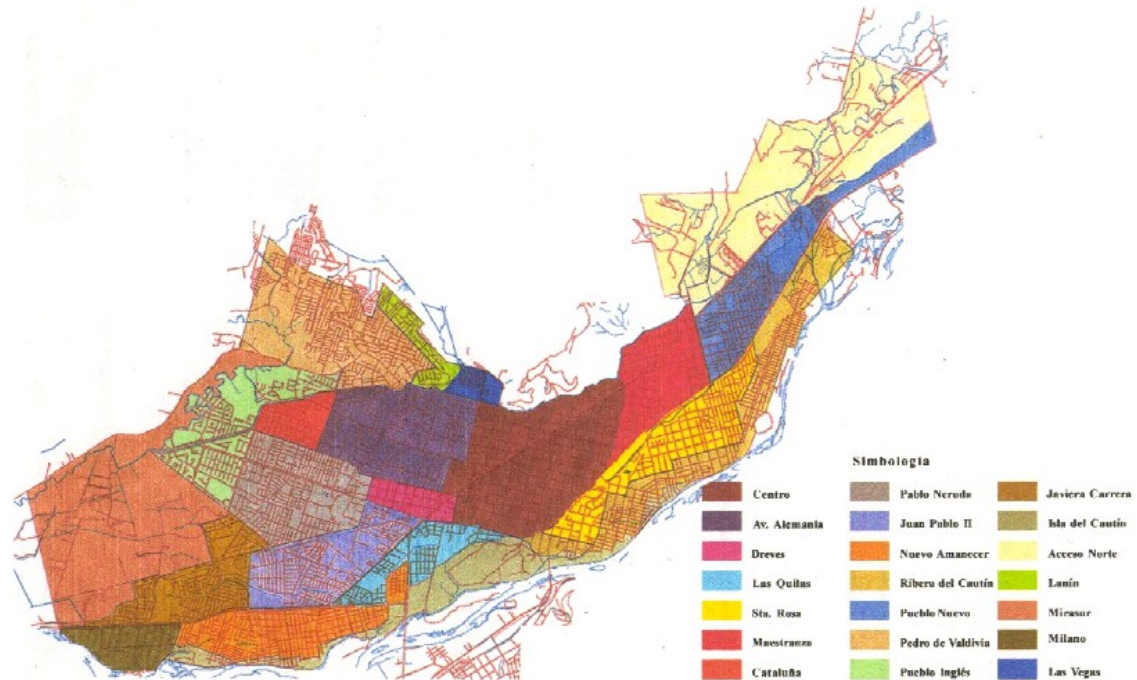 Simbología
Centro
Av. Alemania
Dreves
Las Quilas
Sta. Rosa
Maestranza
Cataluña
Pablo Neruda
Juan Pablo II
Nuevo Amanecer
Ribera del Cautín
Pueblo Nuevo
Pedro de Valdivia
Pueblo Inglés
Javiera Carrera
Isla del Cautín
Acceso Norte
Lanín
Mirasur
Milano
Las Vegas